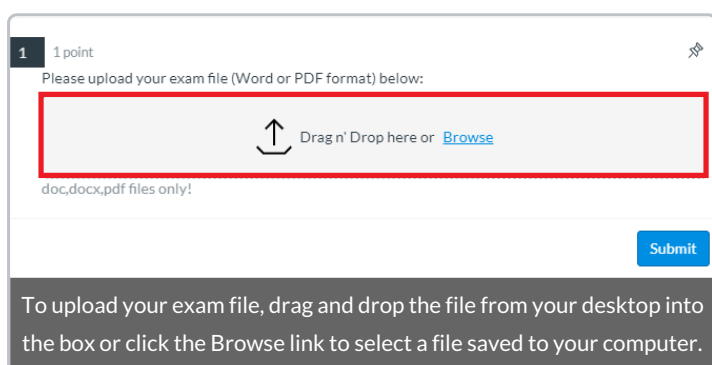 1 1 point
Please upload your exam file (Word or PDF format) below:
Drag n' Drop here or Browse
doc,docx,pdf files only!
Submit
To upload your exam file, drag and drop the file from your desktop into
the box or click the Browse link to select a file saved to your computer.